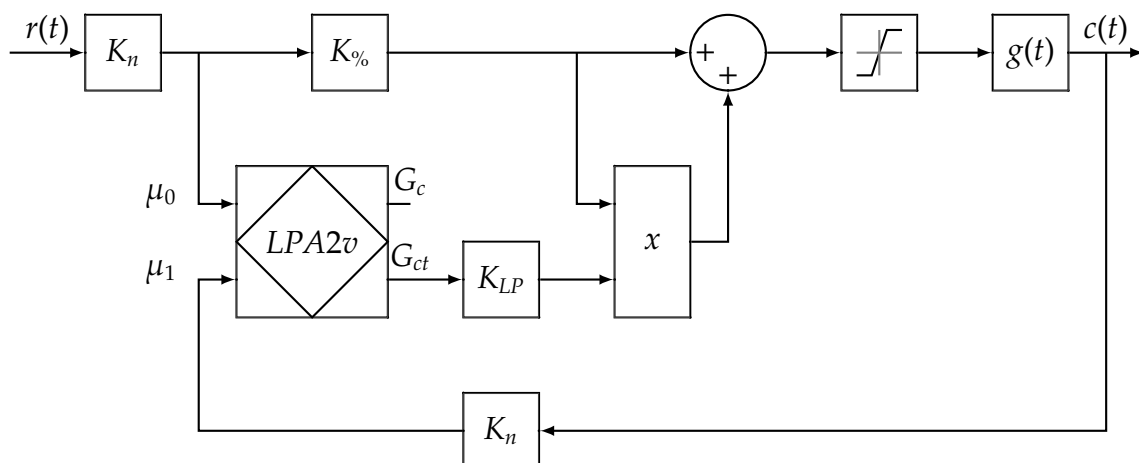 r(t) K_n K_% + + g(t) c(t)
μ_0 G_c
LPA2v x
μ_1 G_ct K_LP
K_n